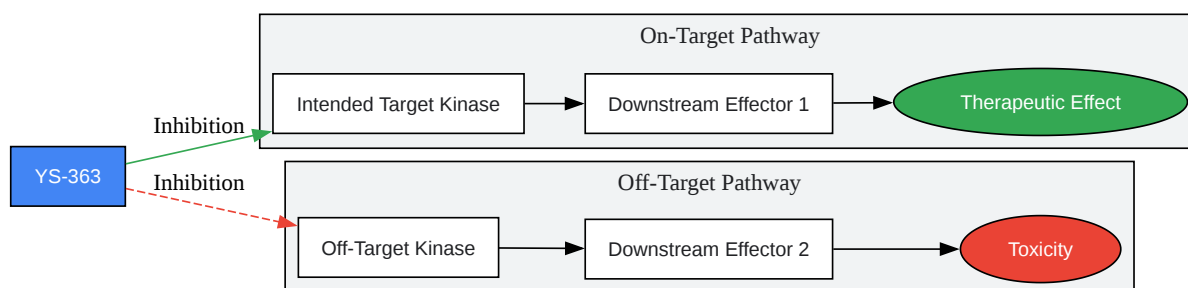 On-Target Pathway
Intended Target Kinase
Downstream Effector 1
Therapeutic Effect
Inhibition
YS-363
Inhibition
Off-Target Pathway
Off-Target Kinase
Downstream Effector 2
Toxicity